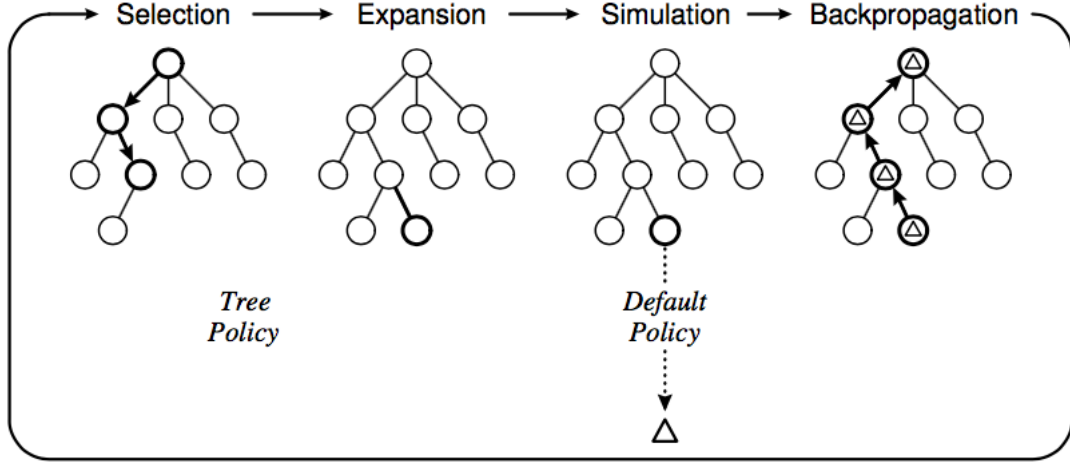 Selection Expansion Simulation Backpropagation
Tree
Policy
Default
Policy